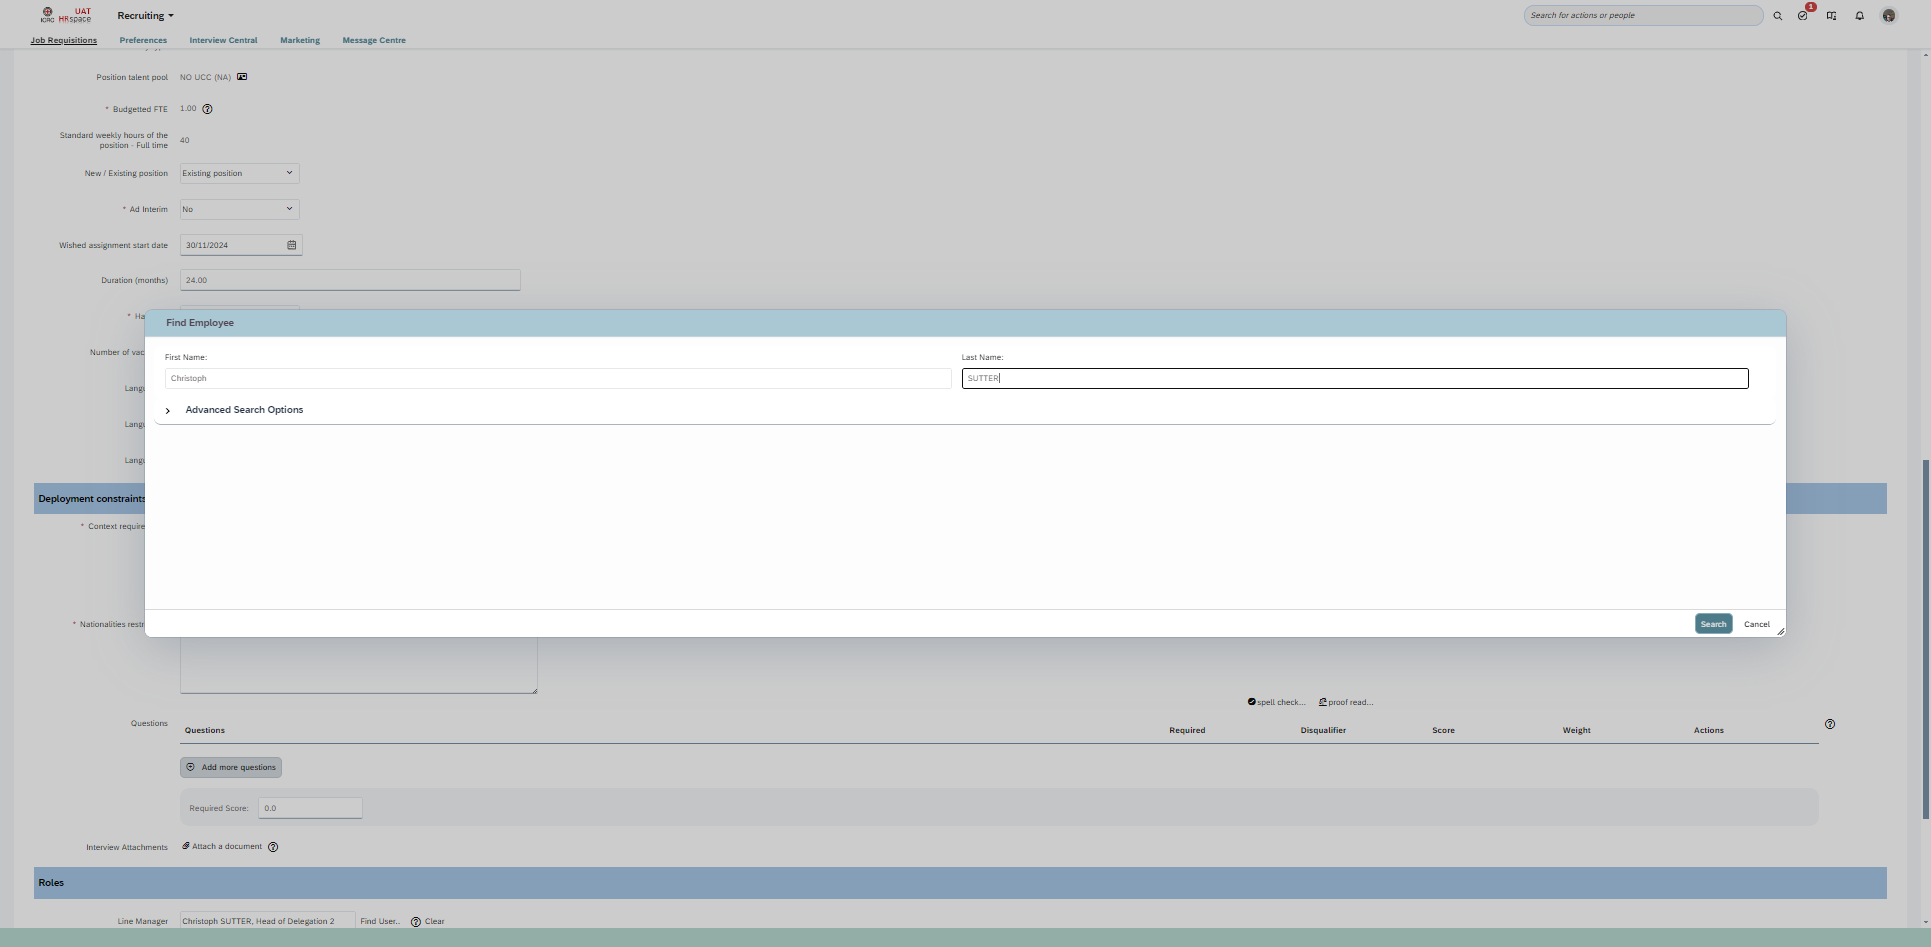 ICRC
UAT
HRspace
Recruiting
Search for actions or people
1
Job Requisitions
Preferences
Interview Central
Marketing
Message Centre
Position talent pool
NO UCC (NA)
* Budgetted FTE
1.00
Standard weekly hours of the
position - Full time
40
New / Existing position
Existing position
* Ad Interim
No
Wished assignment start date
30/11/2024
Duration (months)
24.00
* Ha
Find Employee
Number of vac
First Name:
Last Name:
Christoph
SUTTER
Langu
Advanced Search Options
Langu
Langu
Deployment constraints
* Context require
* Nationalities restr
Search
Cancel
spell check...
proof read...
Questions
Questions
Required
Disqualifier
Score
Weight
Actions
Add more questions
Required Score:
0.0
Interview Attachments
Attach a document
Roles
Line Manager
Christoph SUTTER, Head of Delegation 2
Find User..
Clear